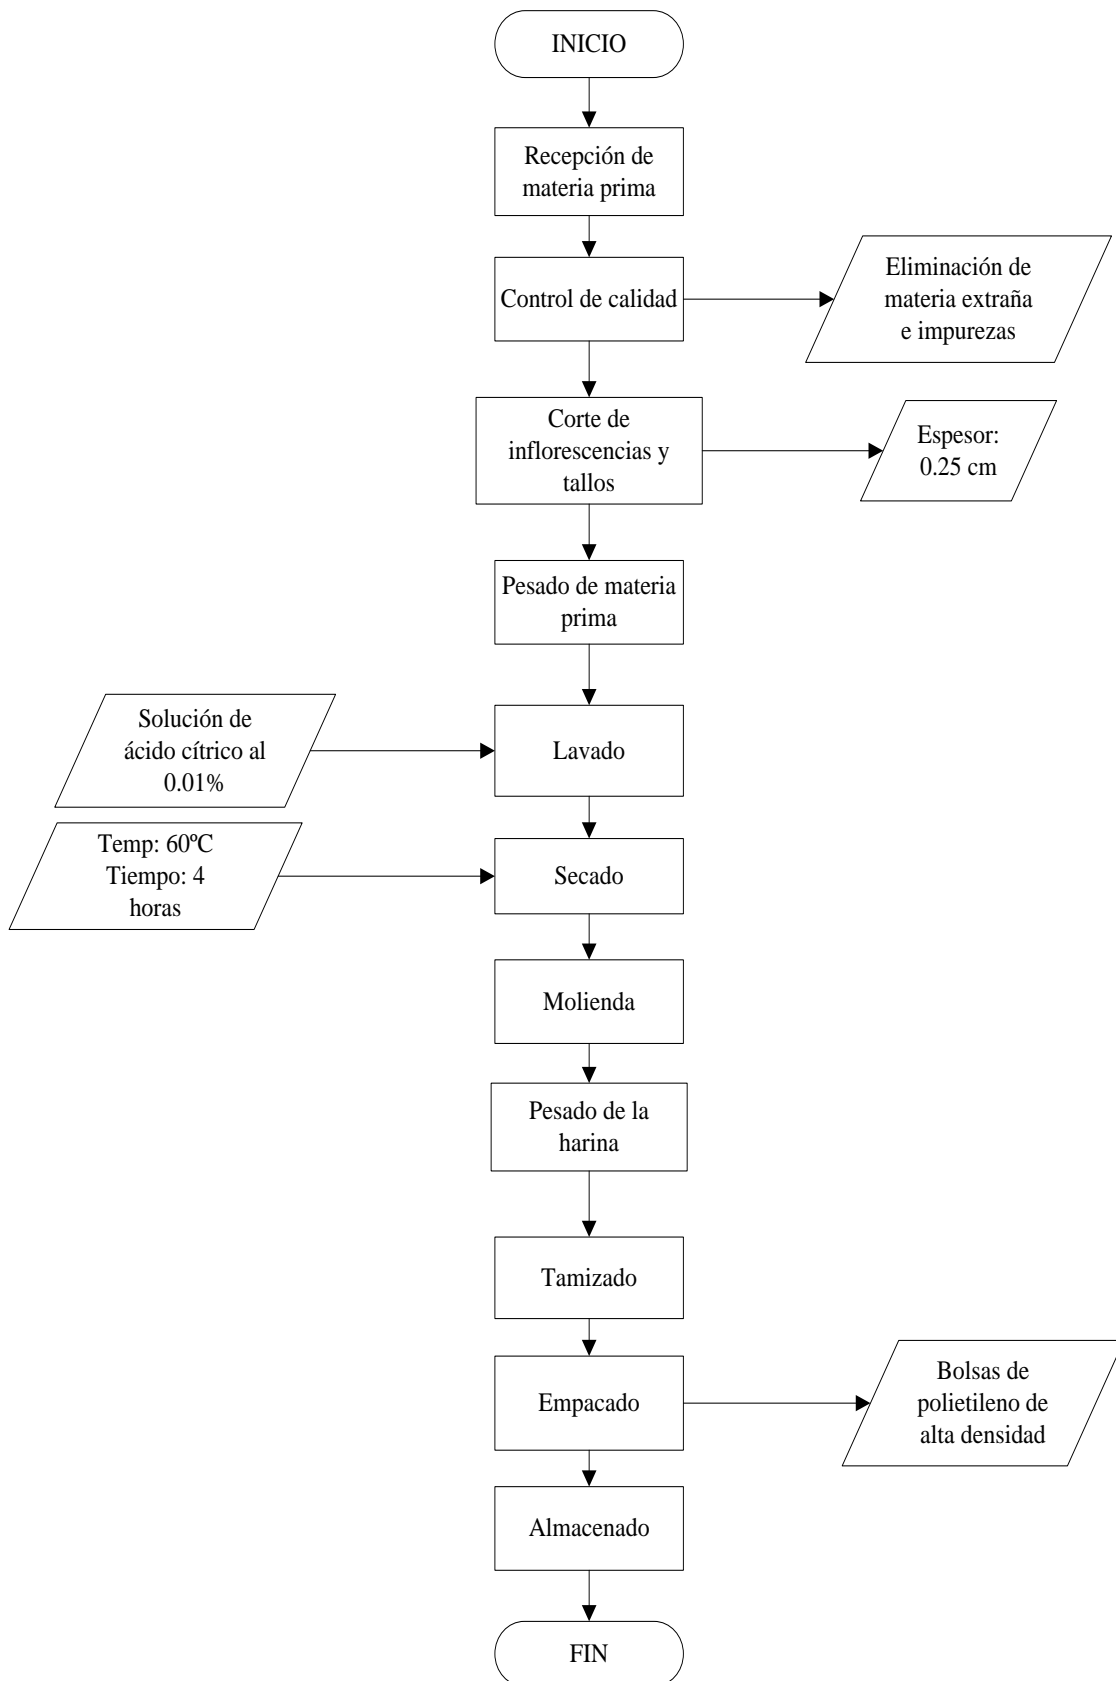 INICIO
Recepción de
materia prima
Control de calidad
Eliminación de
materia extraña
e impurezas
Corte de
inflorescencias y
tallos
Espesor:
0.25 cm
Pesado de materia
prima
Solución de
ácido cítrico al
0.01%
Lavado
Temp: 60ºC
Tiempo: 4
horas
Secado
Molienda
Pesado de la
harina
Tamizado
Empacado
Bolsas de
polietileno de
alta densidad
Almacenado
FIN